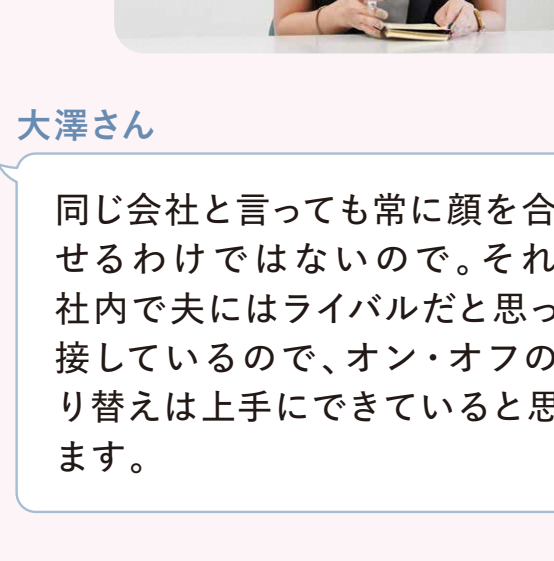 大澤さん
同じ会社と言っても常に顔を合
せるわけではないので。それ
社内で夫にはライバルだと思っ
接しているので、オン・オフの
り替えは上手にできていると思
ます。